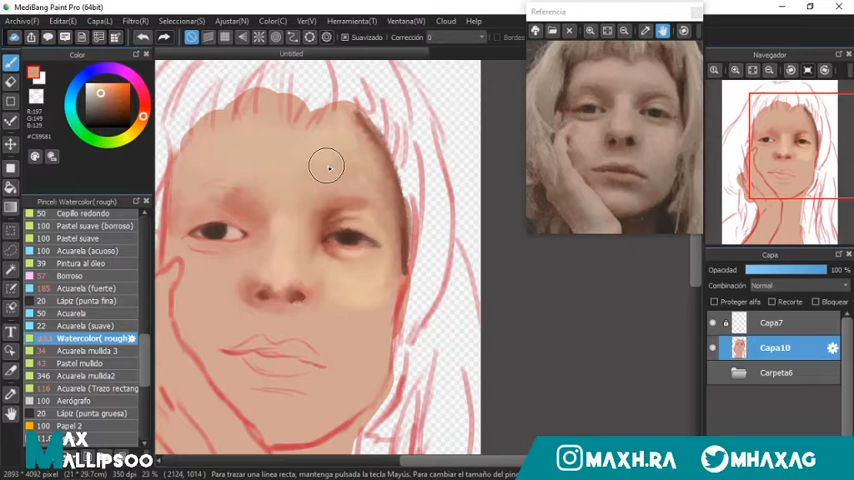 MediBang Paint Pro (64bit)
Archivo(F) Editar(E) Capa(L) Filtro(R) Seleccionar(S) Ajustar(N) Color(C) Ver(V) Herramienta(T) Ventana(W) Cloud Help
Suavizado Corrección 0 Bordes
Untitled
Color
R:197
G:149
B:129
#C59581
Pincel: Watercolor( rough)
50 Cepillo redondo
100 Pastel suave (borroso)
50 Pastel suave
100 Acuarela (acuoso)
39 Pintura al óleo
57 Borroso
185 Acuarela (fuerte)
20 Lápiz (punta fina)
50 Acuarela
22 Acuarela (suave)
Watercolor( rough)
34 Acuarela mulida 3
43 Pastel mulido
346 Acuarela mulida2
116 Acuarela (Trazo rectang
100 Aerógrafo
20 Lápiz (punta gruesa)
100 Papel 2
Referencia
Navegador
Capa
Opacidad 100 %
Combinación Normal
Proteger alfa Recorte Bloquear
Capa7
Capa10
Carpeta6
MAX
MALLIPSOO
MAXH.RA
MHAXAG
2893 * 4092 pixel (21 * 29.7cm) 350 dpi 23 % ( 2124, 1014 ) Para trazar una línea recta, mantenga pulsada la tecla Mayús. Para cambiar el tamaño del pin